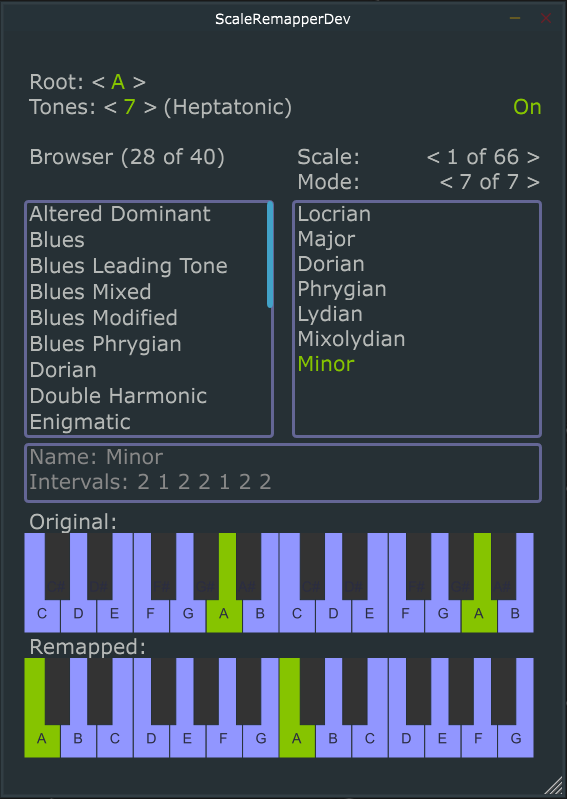 ScaleRemapperDev
Root: < A >
Tones: < 7 > (Heptatonic)
On
Browser (28 of 40)
Scale: < 1 of 66 >
Mode: < 7 of 7 >
Altered Dominant
Blues
Blues Leading Tone
Blues Mixed
Blues Modified
Blues Phrygian
Dorian
Double Harmonic
Enigmatic
Locrian
Major
Dorian
Phrygian
Lydian
Mixolydian
Minor
Name: Minor
Intervals: 2 1 2 2 1 2 2
Original:
C D E F G A B C D E F G A B
Remapped:
A B C D E F G A B C D E F G